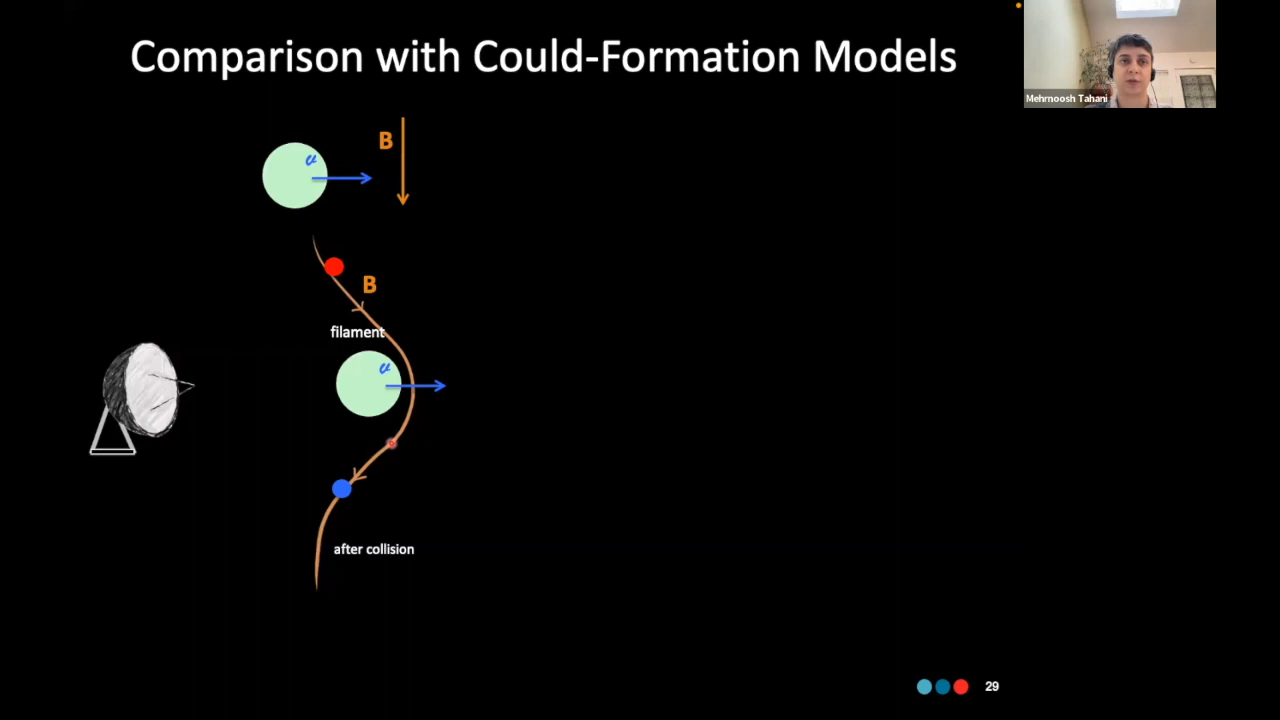 Comparison with Could-Formation Models
Mehrnoosh Tahani
B
v
B
filament
v
after collision
29